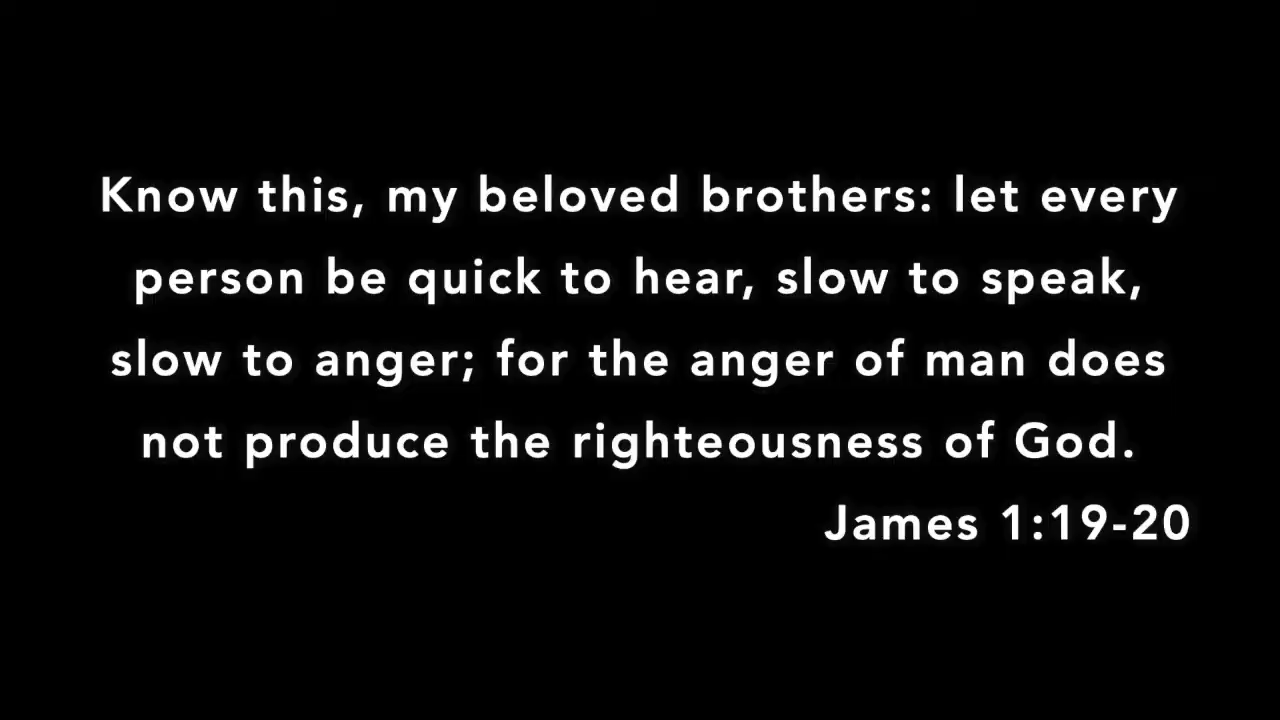 Know this, my beloved brothers: let every
person be quick to hear, slow to speak,
slow to anger; for the anger of man does
not produce the righteousness of God.
James 1:19-20